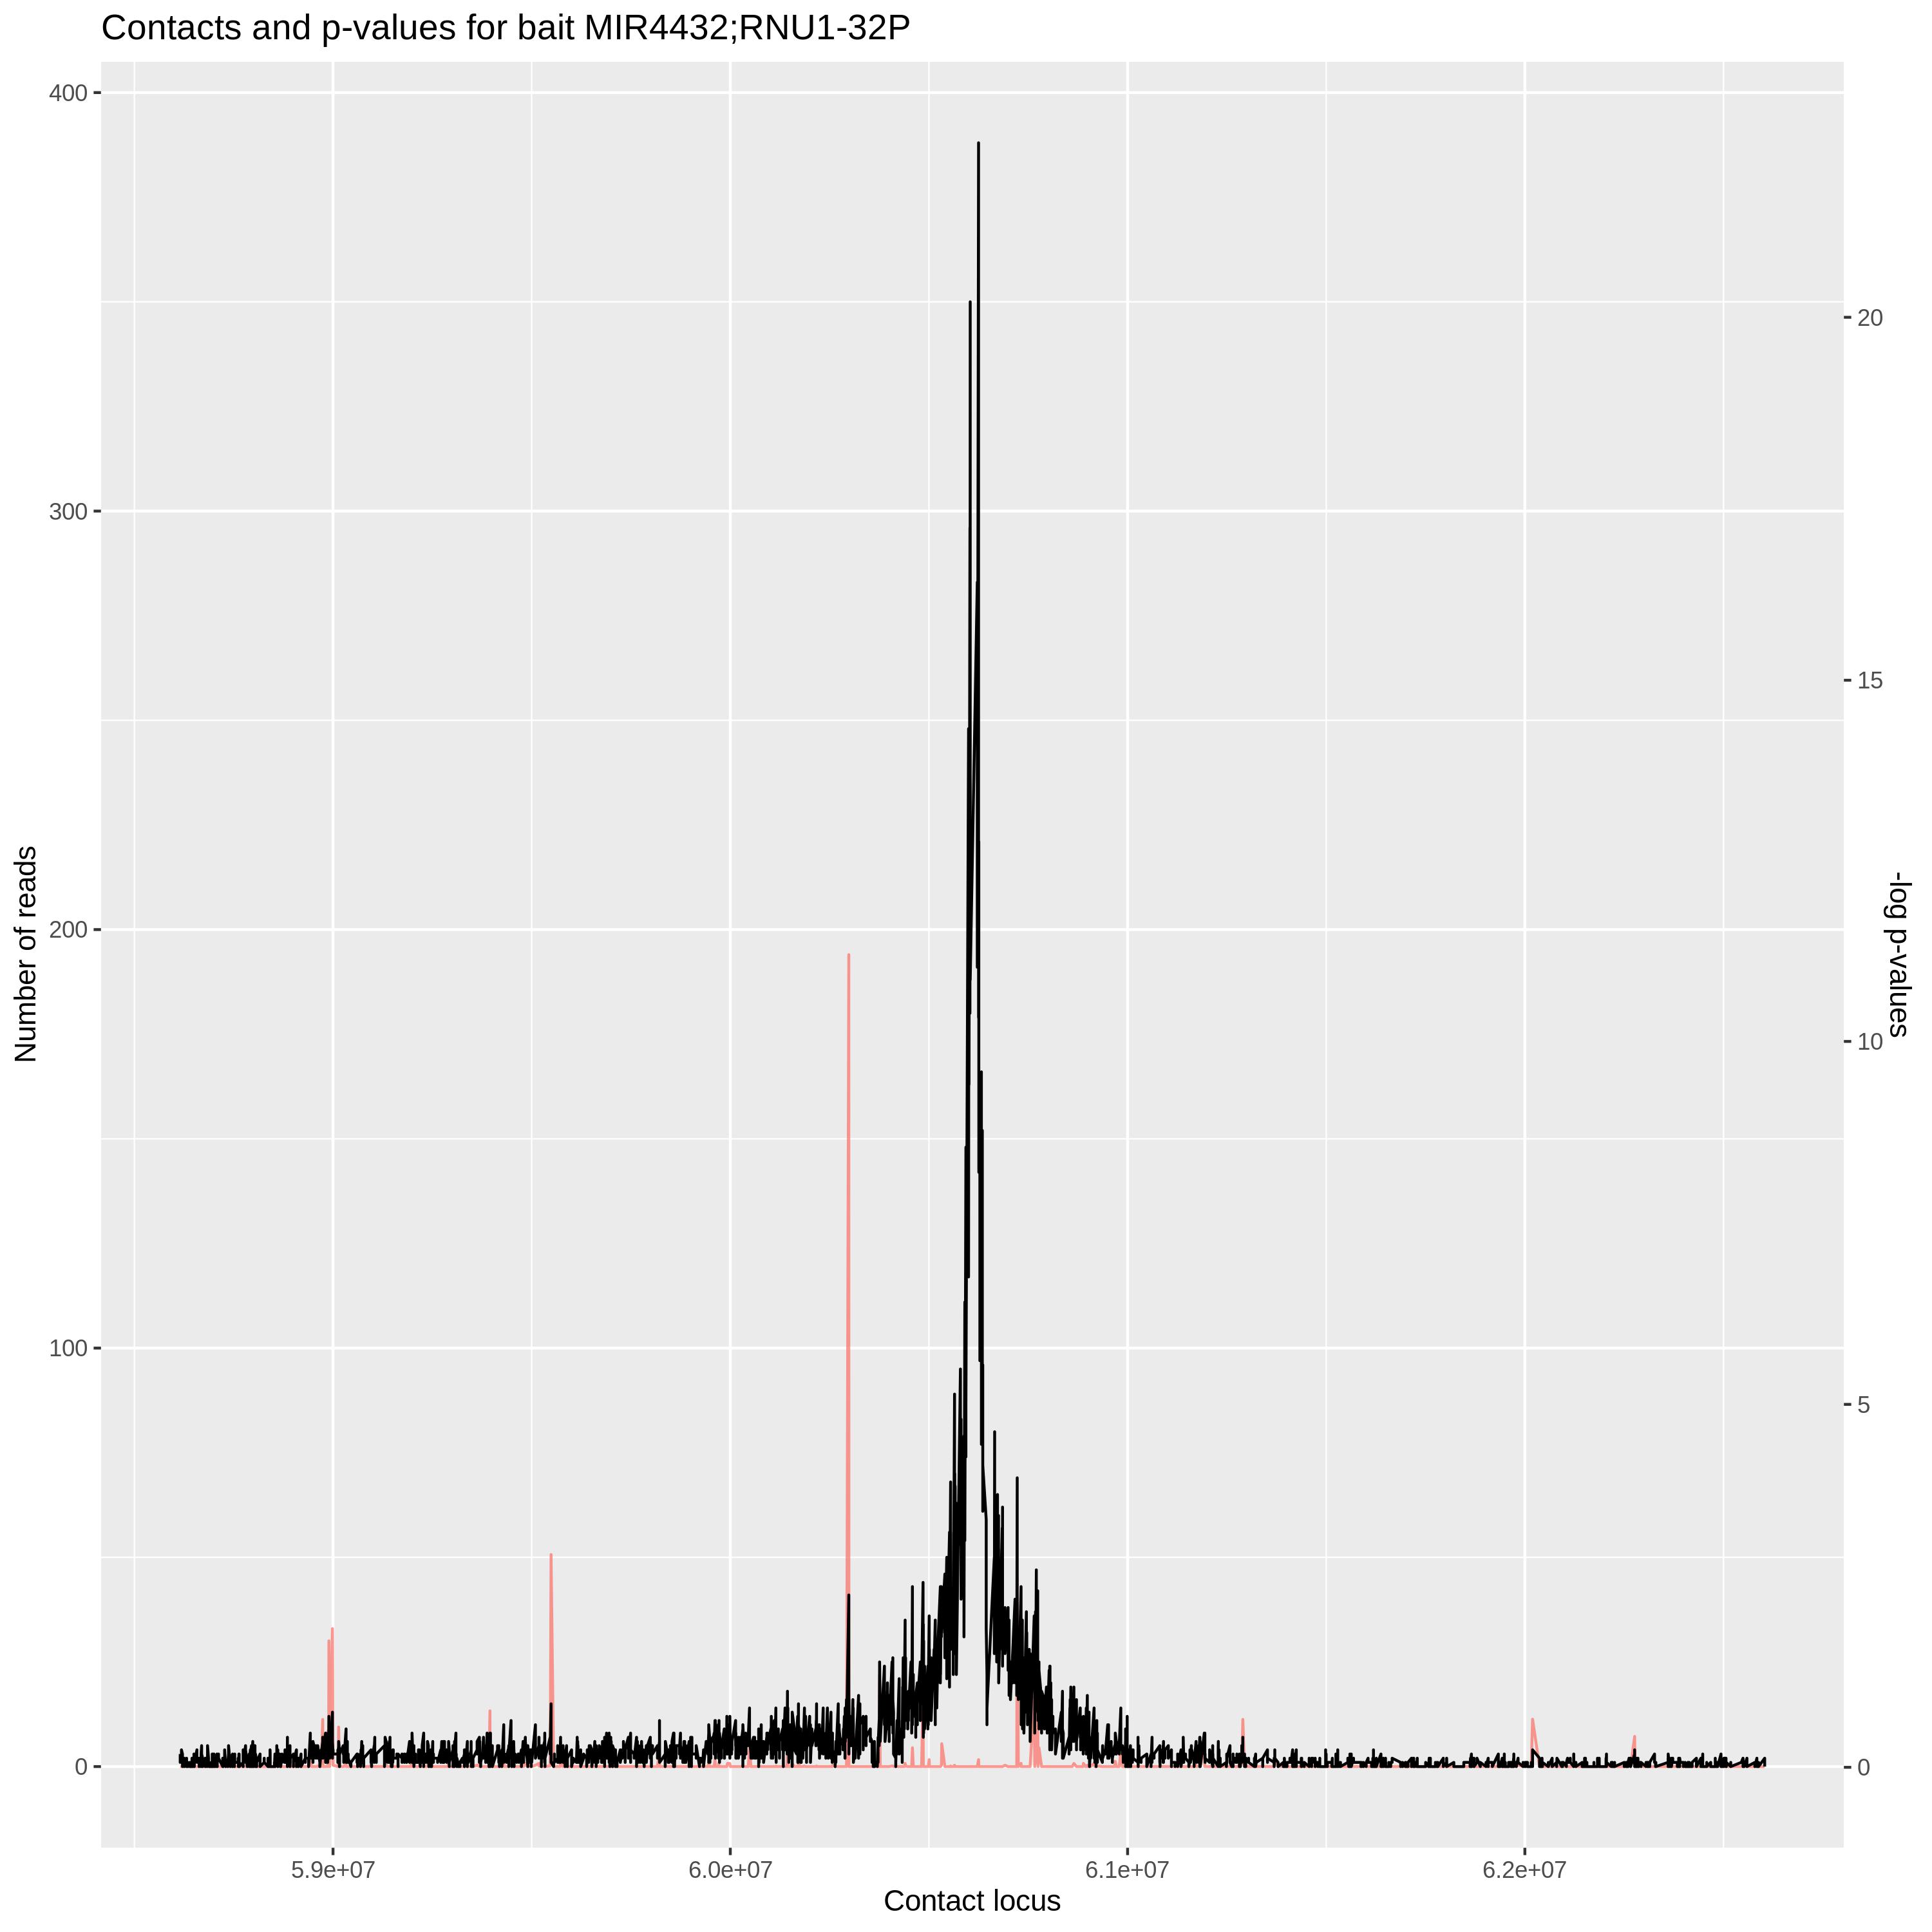 Contacts and p-values for bait MIR4432;RNU1-32P
400
300
200
100
0
Number of reads
20
15
10
5
0
-log p-values
5.9e+07
6.0e+07
6.1e+07
6.2e+07
Contact locus